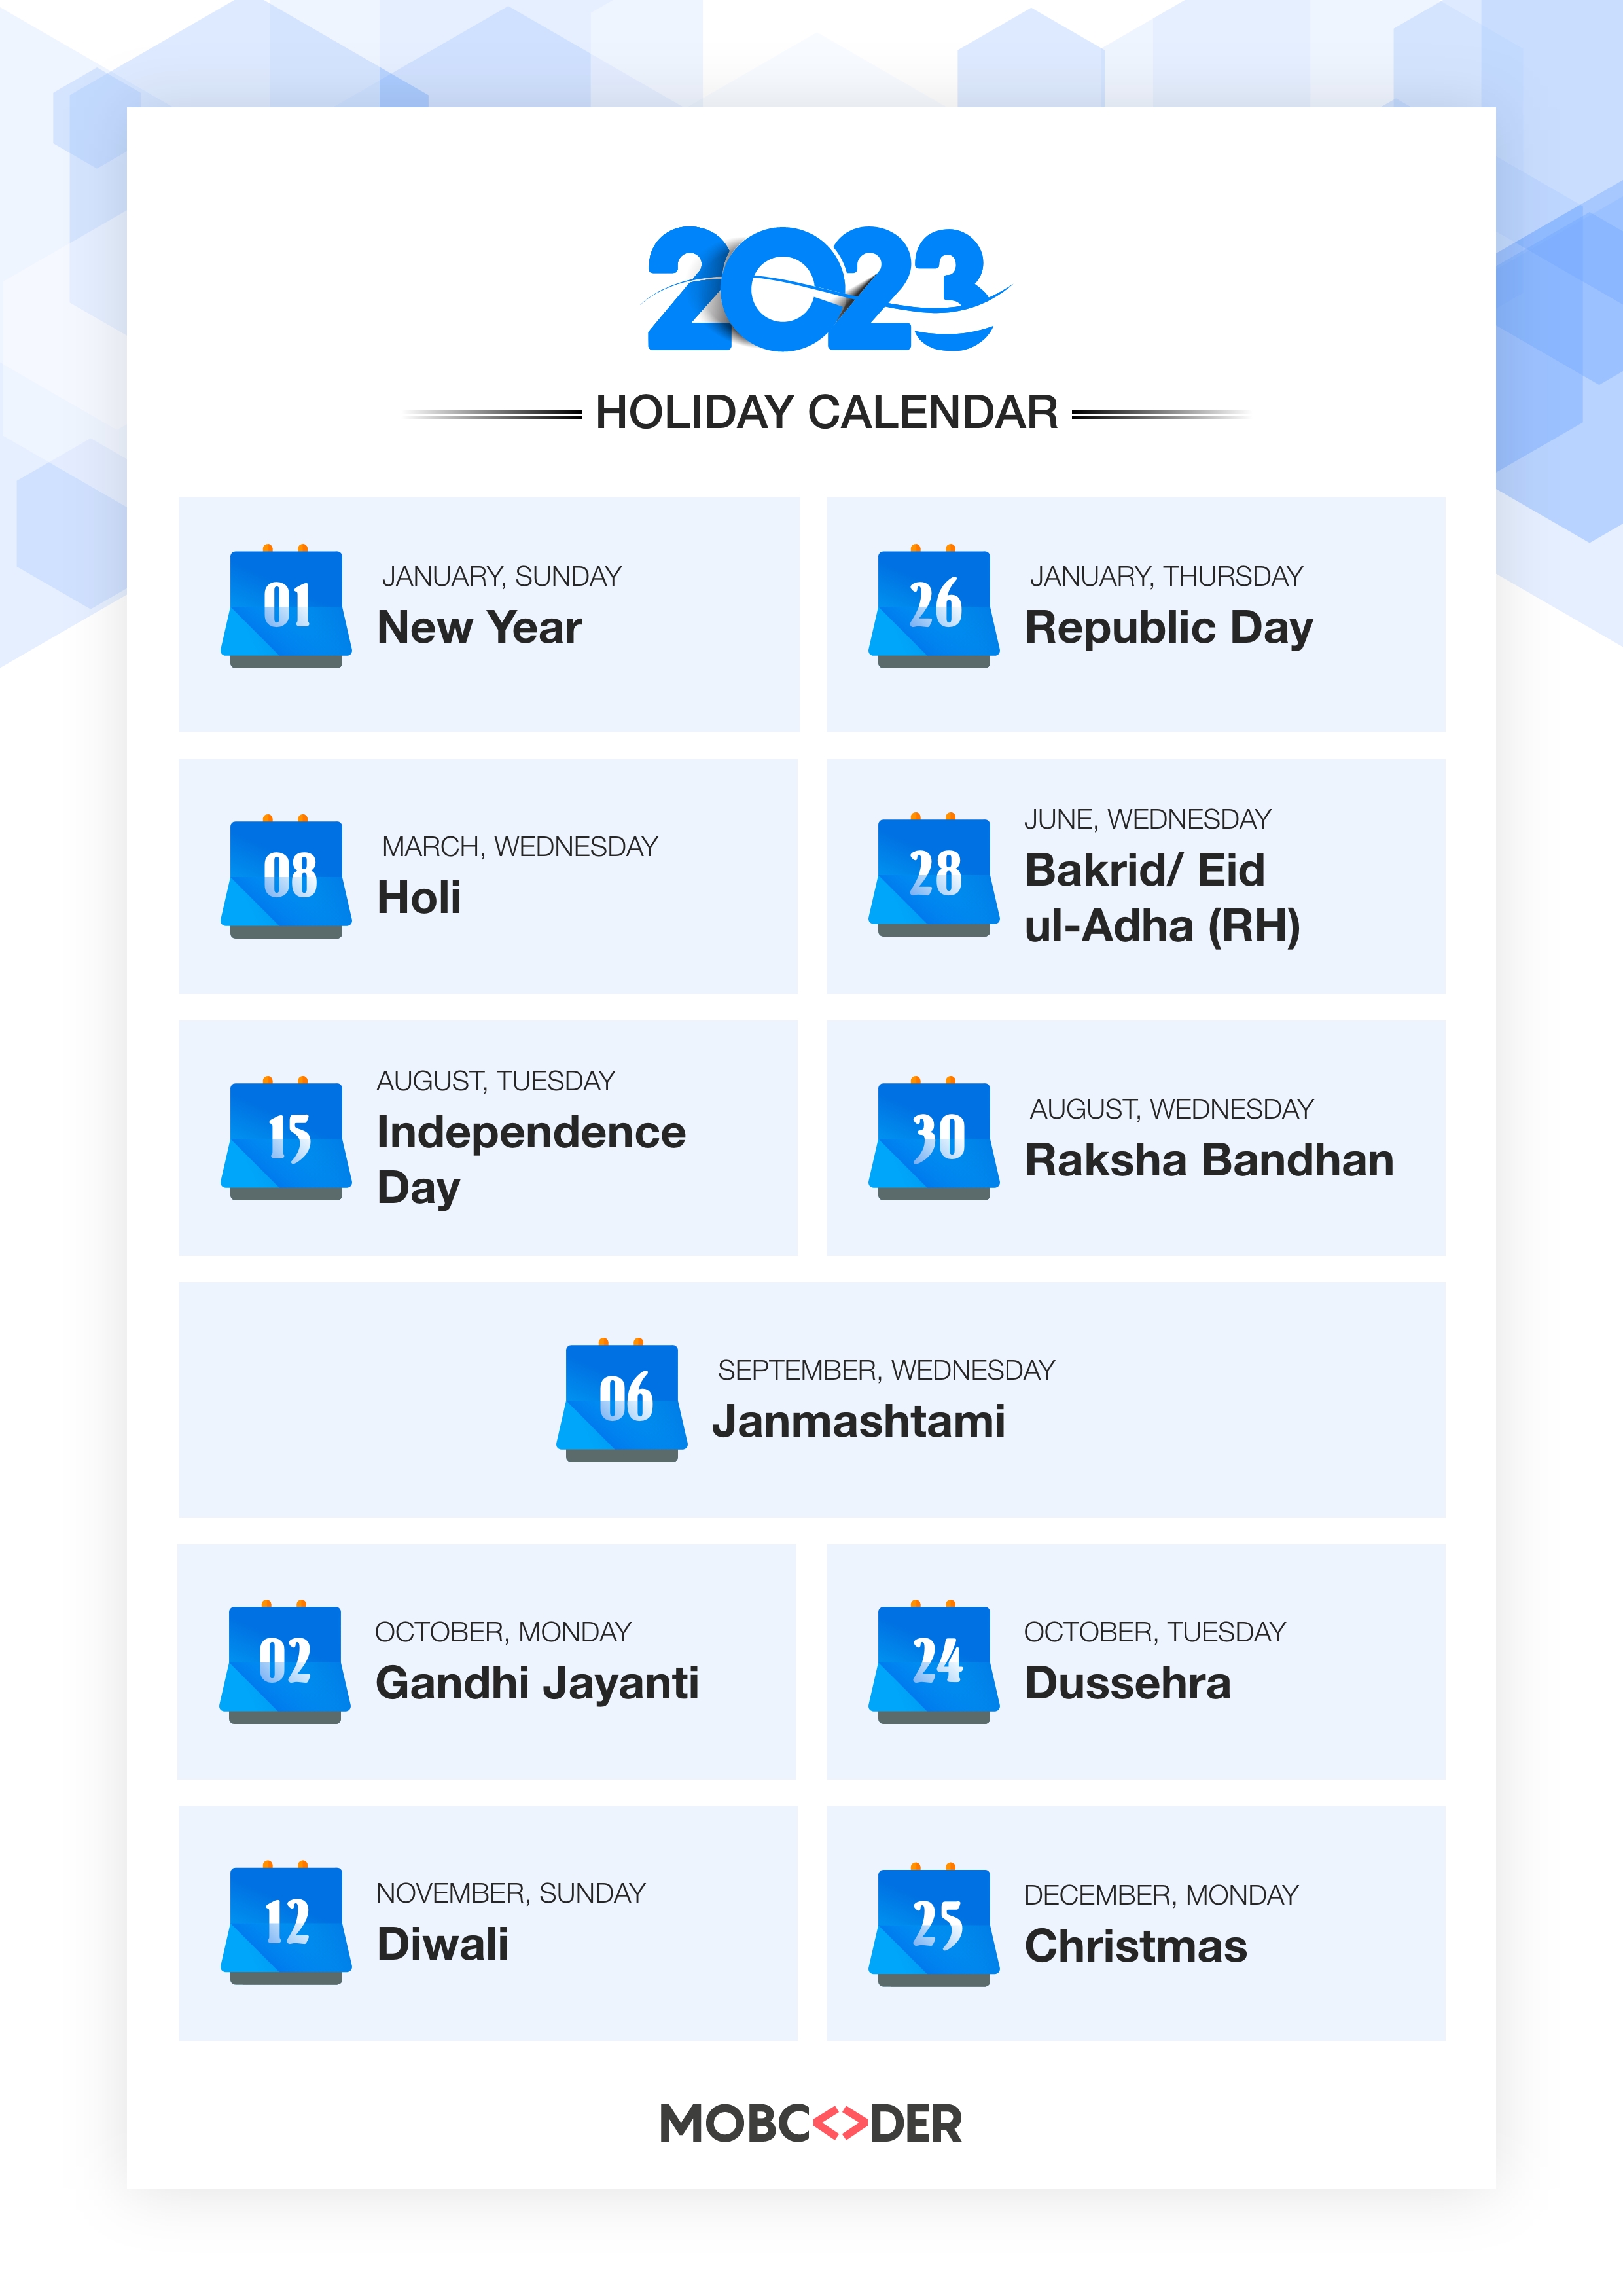 2023
HOLIDAY CALENDAR
01
JANUARY, SUNDAY
New Year
26
JANUARY, THURSDAY
Republic Day
08
MARCH, WEDNESDAY
Holi
28
JUNE, WEDNESDAY
Bakrid/ Eid
ul-Adha (RH)
15
AUGUST, TUESDAY
Independence
Day
30
AUGUST, WEDNESDAY
Raksha Bandhan
06
SEPTEMBER, WEDNESDAY
Janmashtami
02
OCTOBER, MONDAY
Gandhi Jayanti
24
OCTOBER, TUESDAY
Dussehra
12
NOVEMBER, SUNDAY
Diwali
25
DECEMBER, MONDAY
Christmas
MOBC<>DER